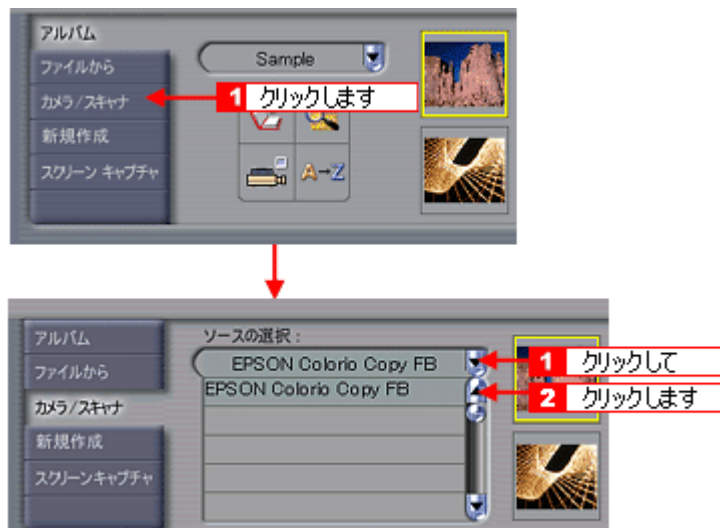 アルバム
ファイルから
カメラ/スキャナ
新規作成
スクリーン キャプチャ
Sample
1 クリックします
A→Z
アルバム
ファイルから
カメラ/スキャナ
新規作成
スクリーンキャプチャ
ソースの選択:
EPSON Colorio Copy FB
EPSON Colorio Copy FB
1 クリックして
2 クリックします